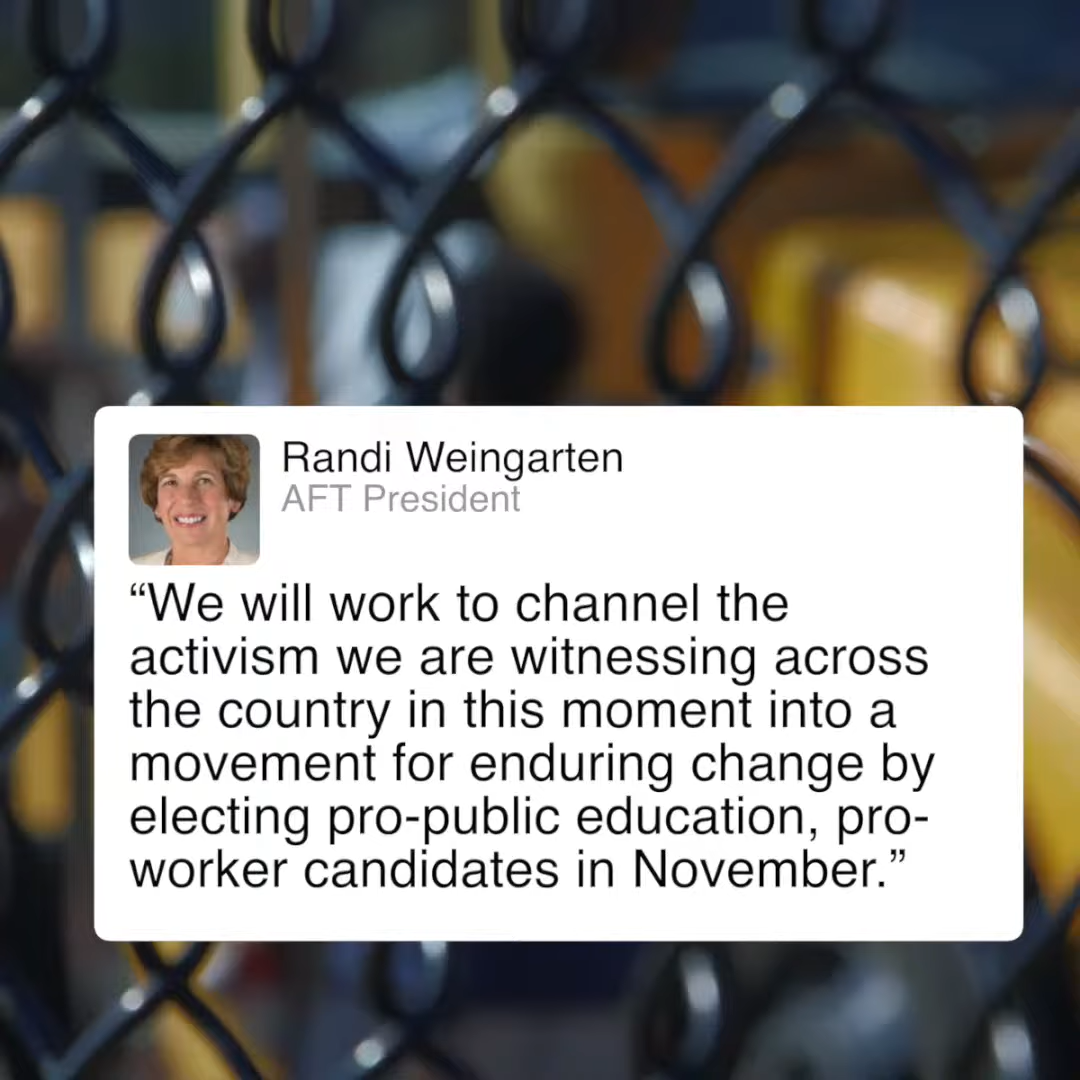 Randi Weingarten
AFT President
“We will work to channel the
activism we are witnessing across
the country in this moment into a
movement for enduring change by
electing pro-public education, pro-
worker candidates in November.”